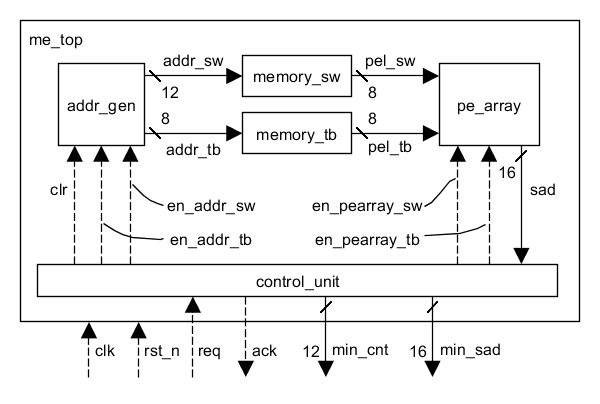 me_top
addr_sw
pel_sw
addr_gen
12
memory_sw
8
pe_array
8
memory_tb
8
addr_tb
pel_tb
16
clr
en_addr_sw
en_pearray_sw
sad
en_addr_tb
en_pearray_tb
control_unit
clk
rst_n
req
ack
12
min_cnt
16
min_sad